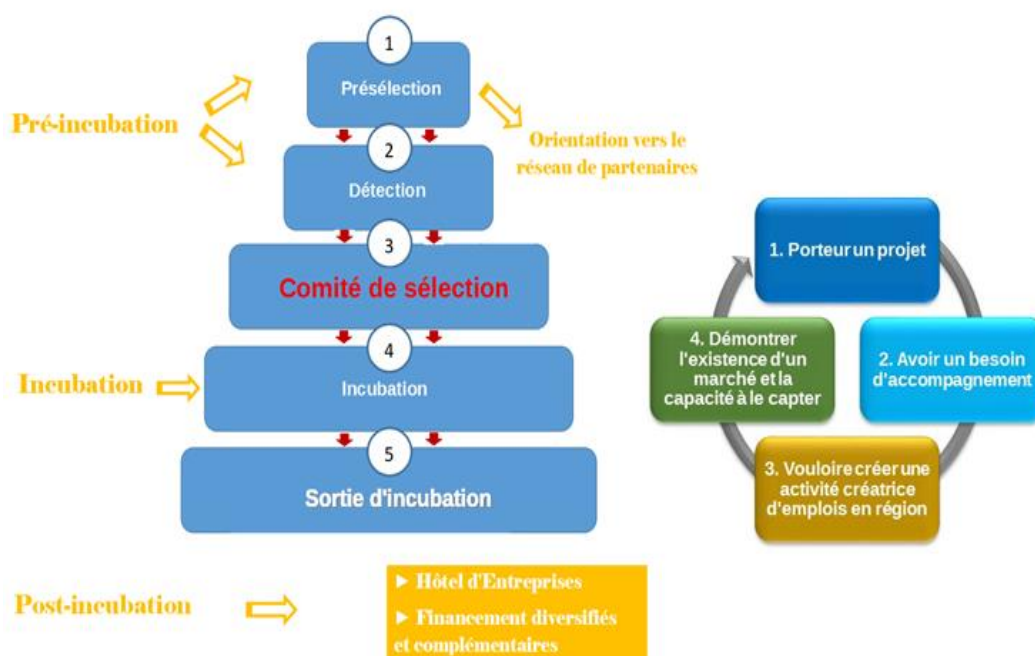 1
Présélection
Pré-incubation
Orientation vers le
réseau de partenaires
2
Détection
3
Comité de sélection
4
Incubation
Incubation
5
Sortie d'incubation
Post-incubation
► Hôtel d'Entreprises
► Financement diversifiés
et complémentaires
1. Porteur un projet
2. Avoir un besoin
d'accompagnement
3. Vouloire créer une
activité créatrice
d'emplois en région
4. Démontrer
l'existence d'un
marché et la
capacité à le capter